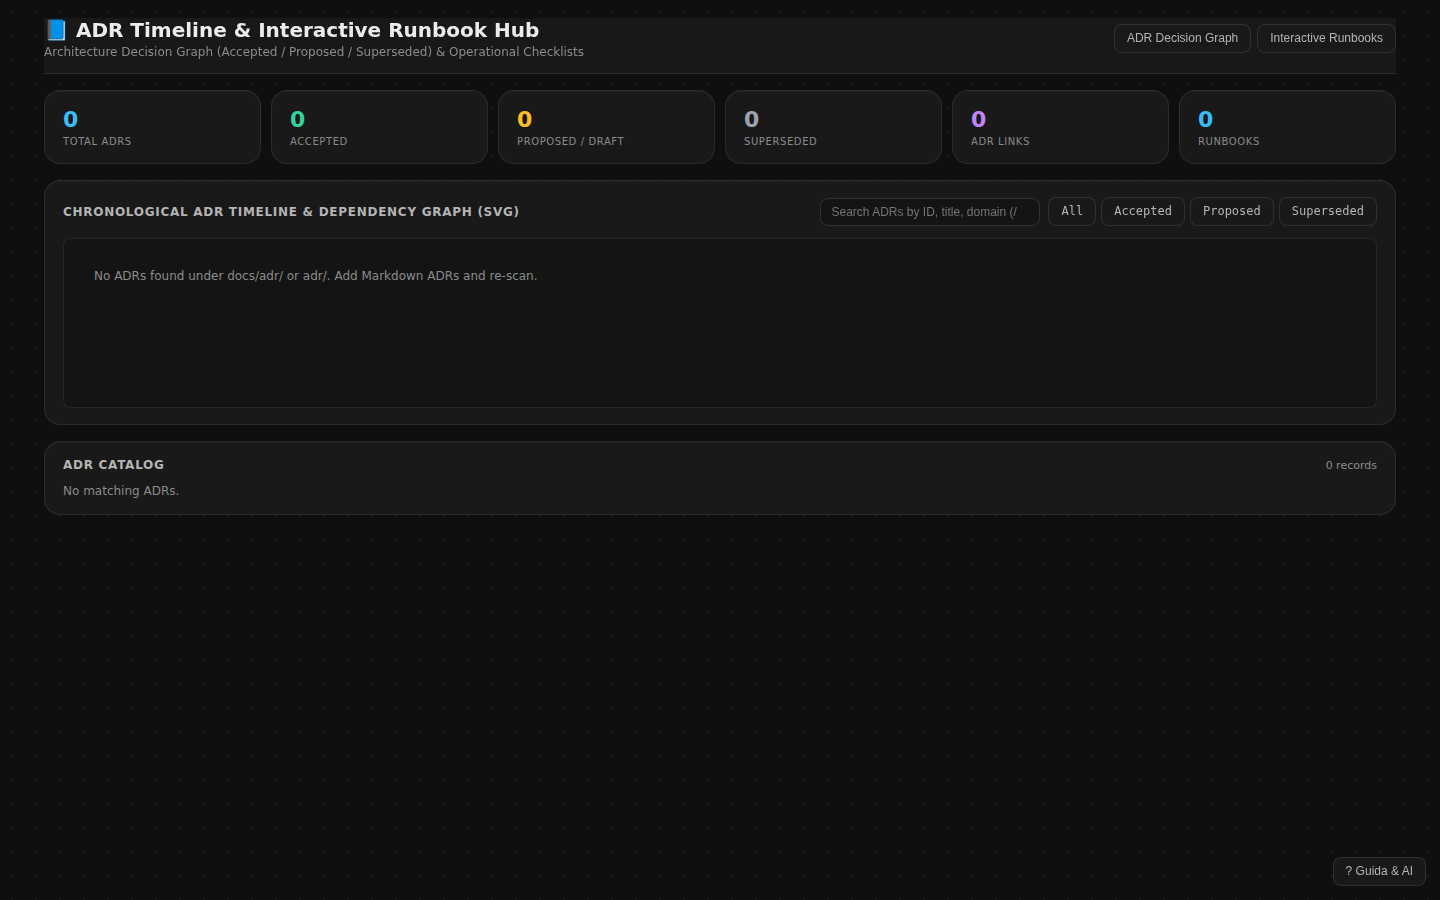 📘 ADR Timeline & Interactive Runbook Hub
Architecture Decision Graph (Accepted / Proposed / Superseded) & Operational Checklists
ADR Decision Graph
Interactive Runbooks
0
TOTAL ADRS
0
ACCEPTED
0
PROPOSED / DRAFT
0
SUPERSEDED
0
ADR LINKS
0
RUNBOOKS
CHRONOLOGICAL ADR TIMELINE & DEPENDENCY GRAPH (SVG)
Search ADRs by ID, title, domain (/
All
Accepted
Proposed
Superseded
No ADRs found under docs/adr/ or adr/. Add Markdown ADRs and re-scan.
ADR CATALOG
0 records
No matching ADRs.
? Guida & AI